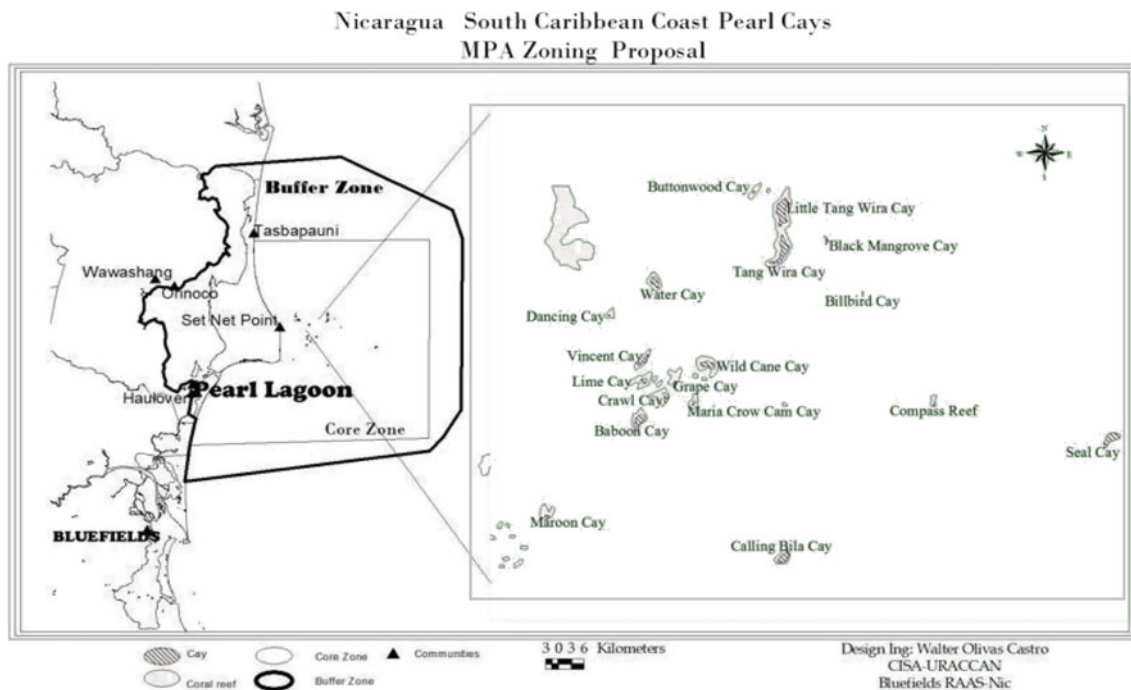 Nicaragua South Caribbean Coast Pearl Cays
MPA Zoning Proposal
Buffer Zone
Tasbapauni
Wawashang
Orinoco
Set Net Point
Pearl Lagoon
Haulover
Core Zone
BLUEFIELDS
N
W
E
S
Buttonwood Cay
Little Tang Wira Cay
Black Mangrove Cay
Tang Wira Cay
Water Cay
Billbird Cay
Dancing Cay
Vincent Cay
Wild Cane Cay
Lime Cay
Grape Cay
Crawl Cay
Maria Crow Cam Cay
Compass Reef
Baboon Cay
Seal Cay
Maroon Cay
Calling Bila Cay
Cay
Core Zone
Communities
Coral reef
Buffer Zone
3 0 3 6 Kilometers
Design Ing: Walter Olivas Castro
CISA-URACCAN
Bluefields RAAS-Nic